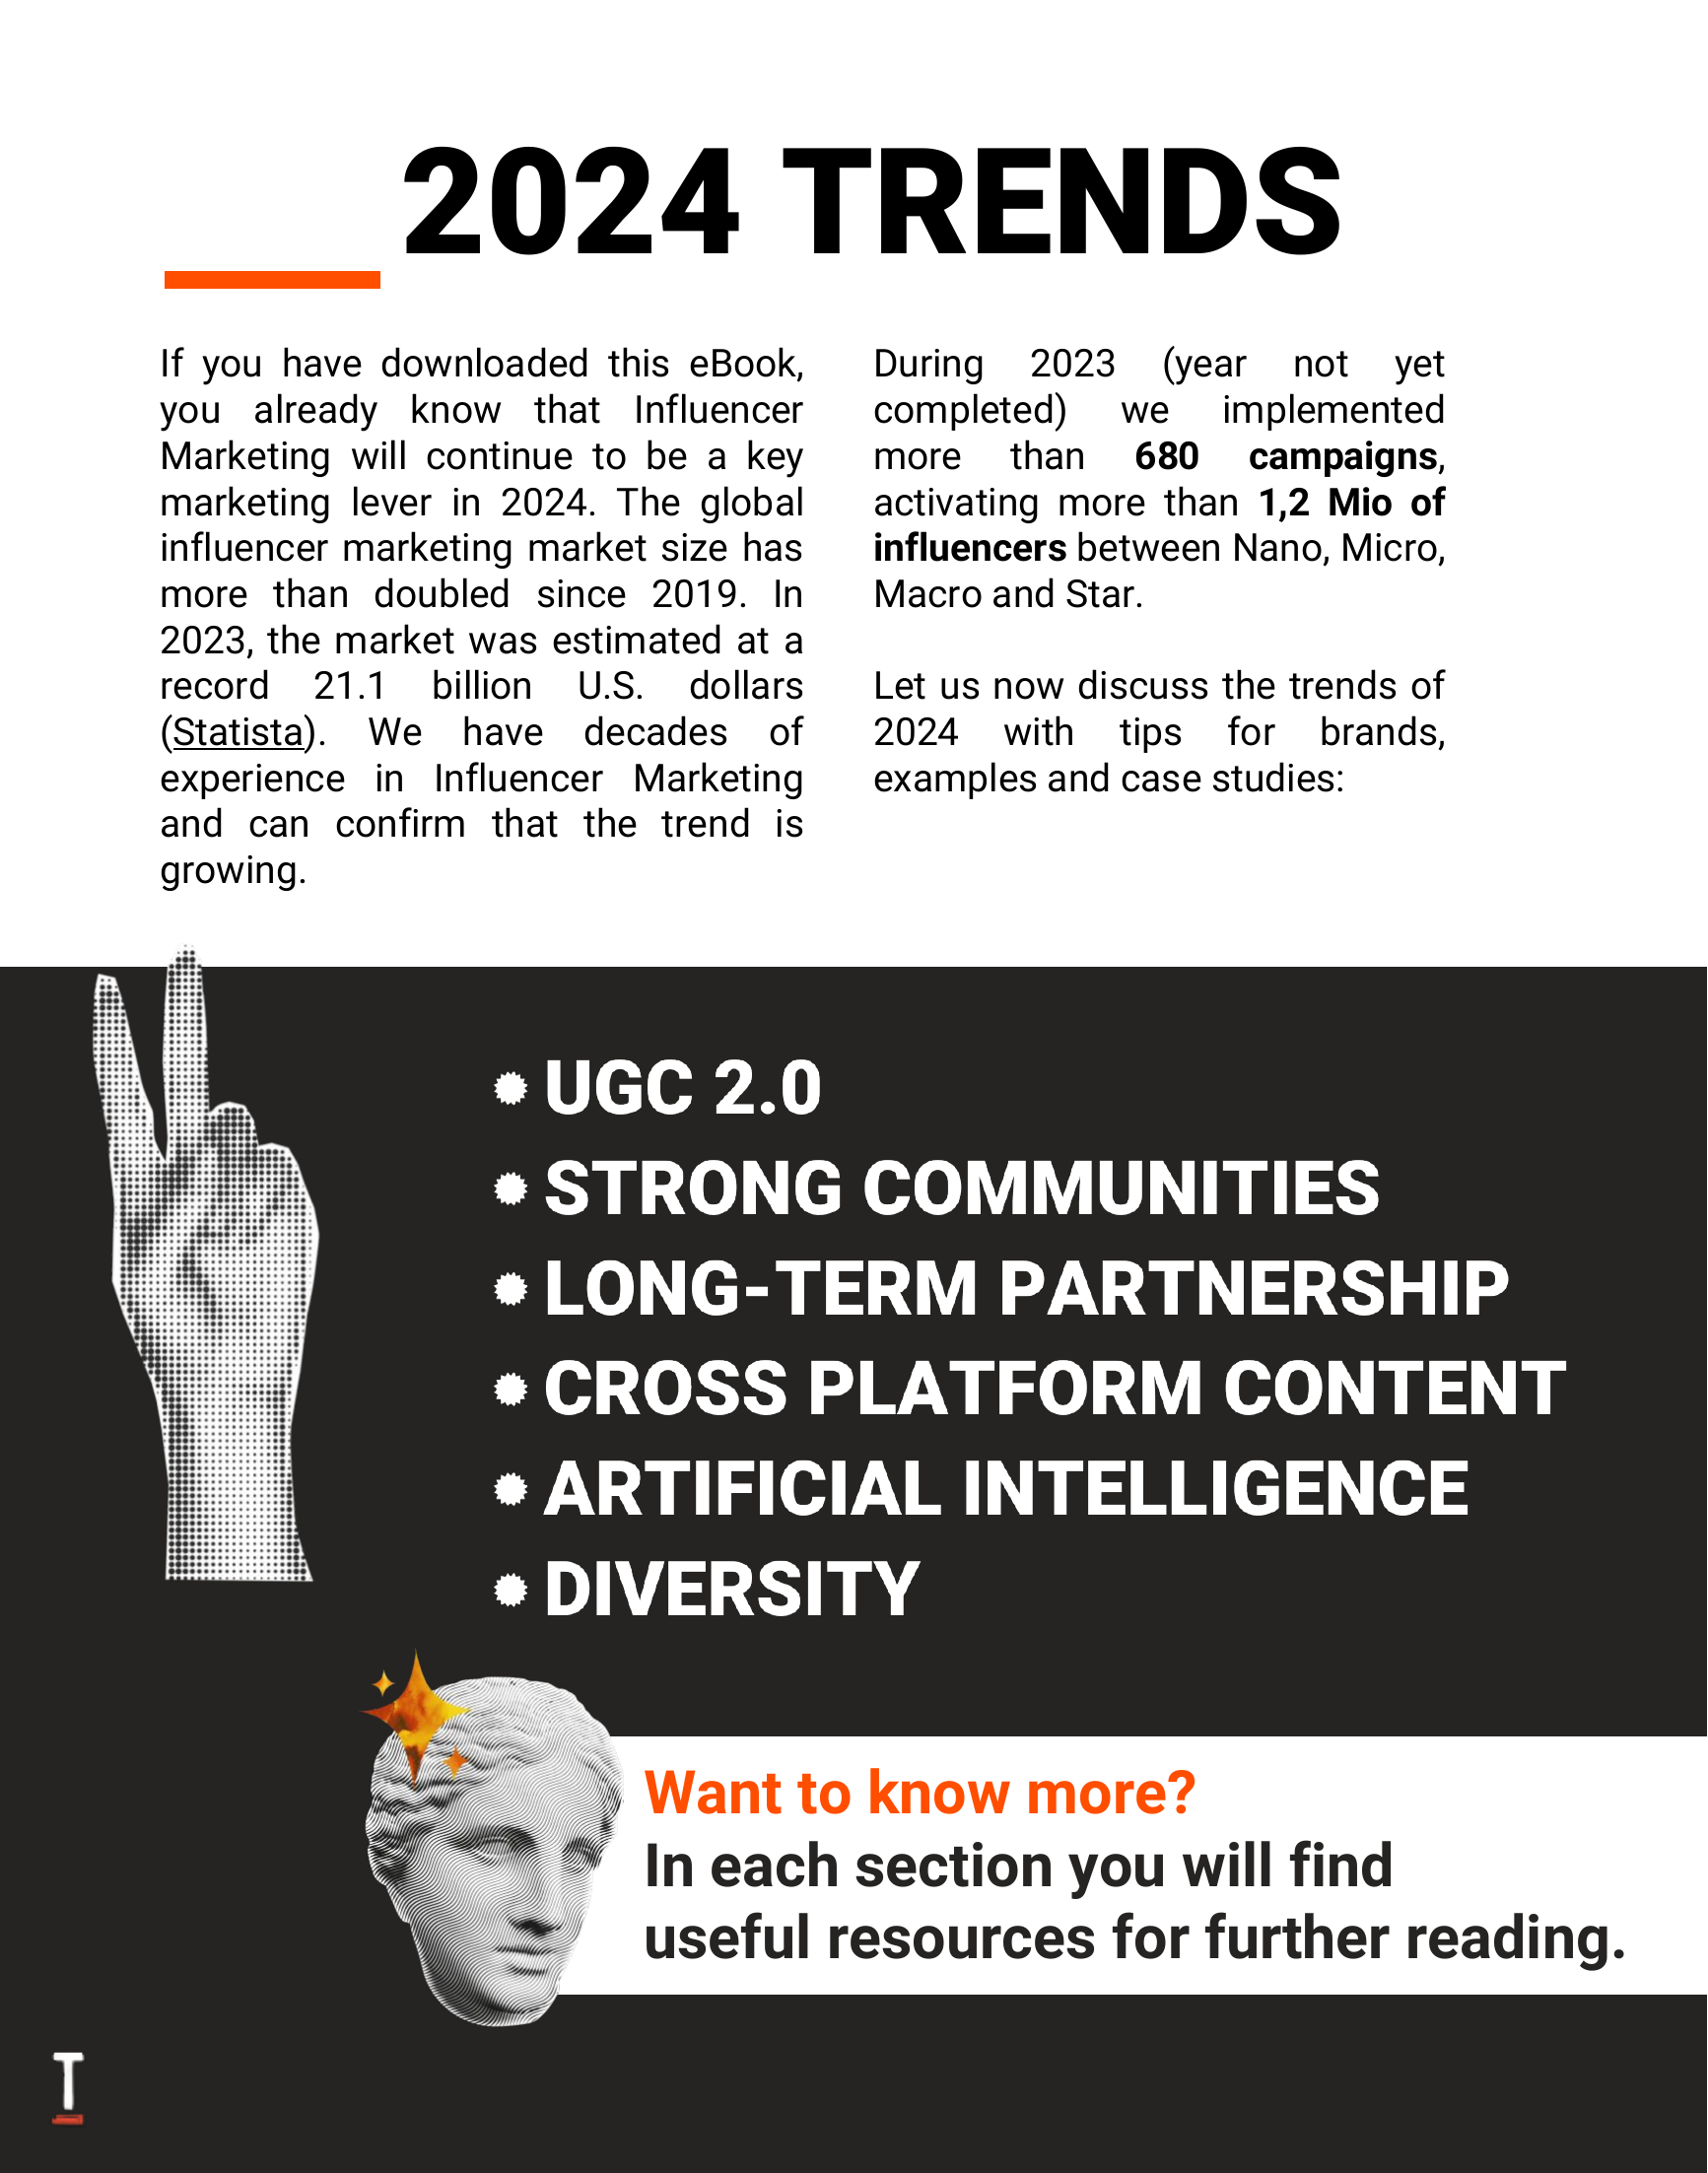 2024 TRENDS
If you have downloaded this eBook,
you already know that Influencer
Marketing will continue to be a key
marketing lever in 2024. The global
influencer marketing market size has
more than doubled since 2019. In
2023, the market was estimated at a
record 21.1 billion U.S. dollars
(Statista). We have decades of
experience in Influencer Marketing
and can confirm that the trend is
growing.
During 2023 (year not yet
completed) we implemented
more than 680 campaigns,
activating more than 1,2 Mio of
influencers between Nano, Micro,
Macro and Star.
Let us now discuss the trends of
2024 with tips for brands,
examples and case studies:
UGC 2.0
STRONG COMMUNITIES
LONG-TERM PARTNERSHIP
CROSS PLATFORM CONTENT
ARTIFICIAL INTELLIGENCE
DIVERSITY
Want to know more?
In each section you will find
useful resources for further reading.
T